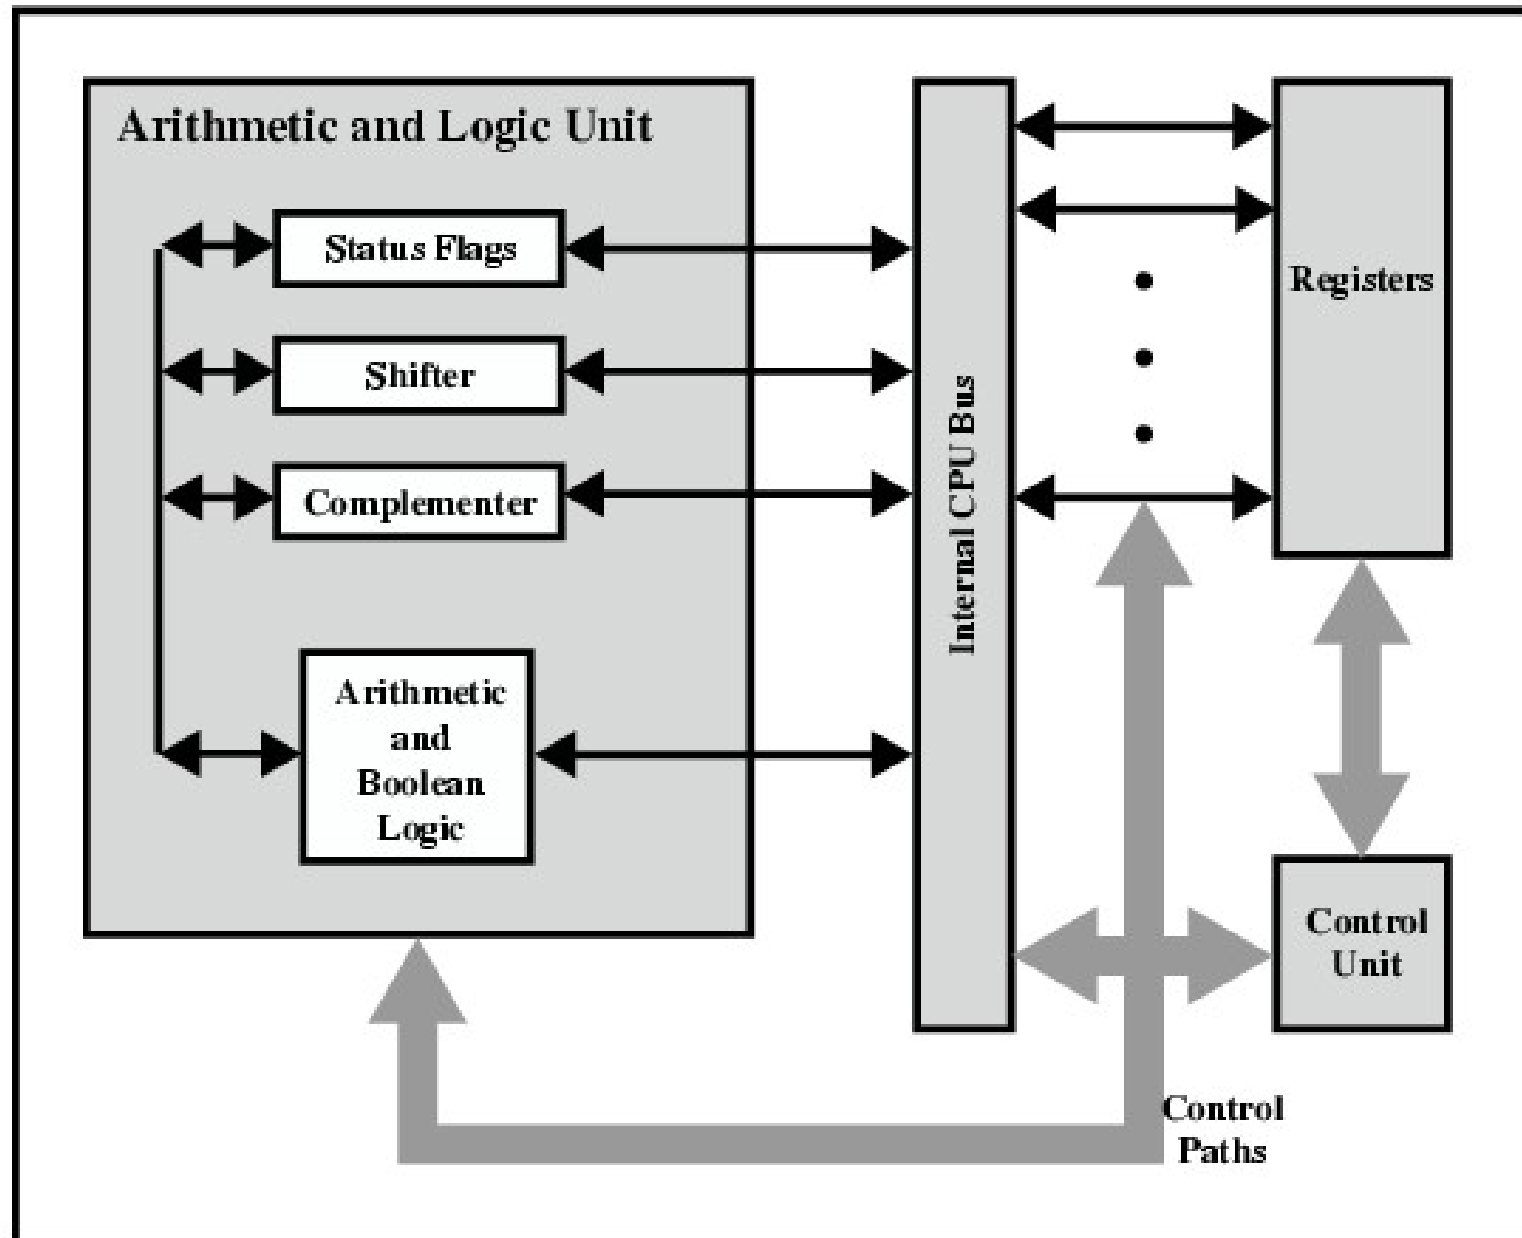 Arithmetic and Logic Unit
Status Flags
Shifter
Complementer
Arithmetic
and
Boolean
Logic
Internal CPU Bus
Registers
Control
Unit
Control
Paths